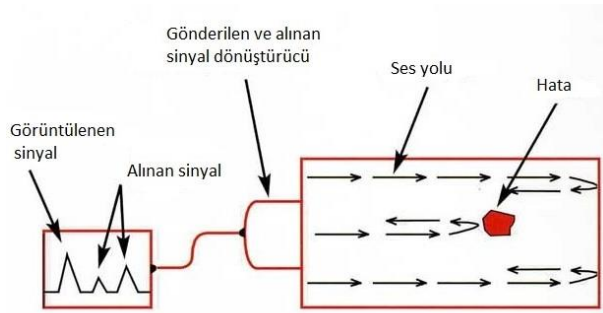 Gönderilen ve alınan
sinyal dönüştürücü
Ses yolu
Hata
Görüntülenen
sinyal
Alınan sinyal